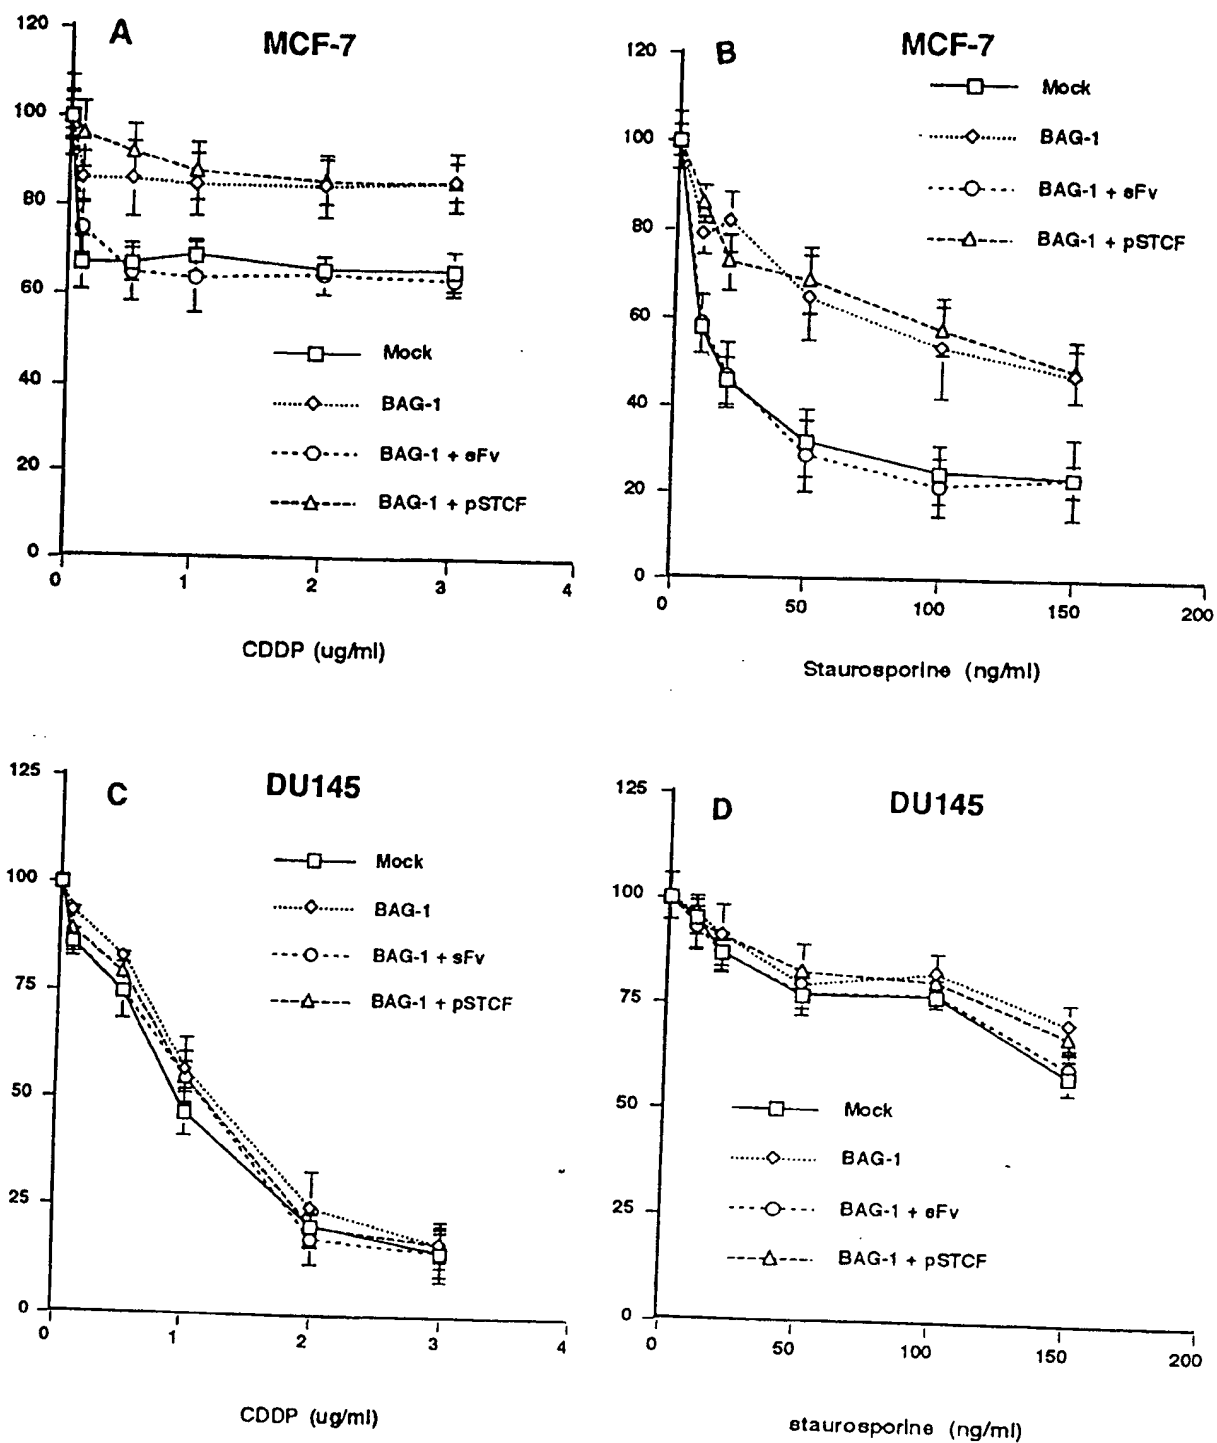 A
MCF-7
120
100
80
60
40
20
0
Mock
BAG-1
BAG-1 + sFv
BAG-1 + pSTCF
0
1
2
3
4
CDDP (ug/ml)
B
MCF-7
120
100
80
60
40
20
0
Mock
BAG-1
BAG-1 + sFv
BAG-1 + pSTCF
0
50
100
150
200
Staurosporine (ng/ml)
C
DU145
125
100
75
50
25
0
Mock
BAG-1
BAG-1 + sFv
BAG-1 + pSTCF
0
1
2
3
4
CDDP (ug/ml)
D
DU145
125
100
75
50
25
0
Mock
BAG-1
BAG-1 + sFv
BAG-1 + pSTCF
0
50
100
150
200
staurosporine (ng/ml)